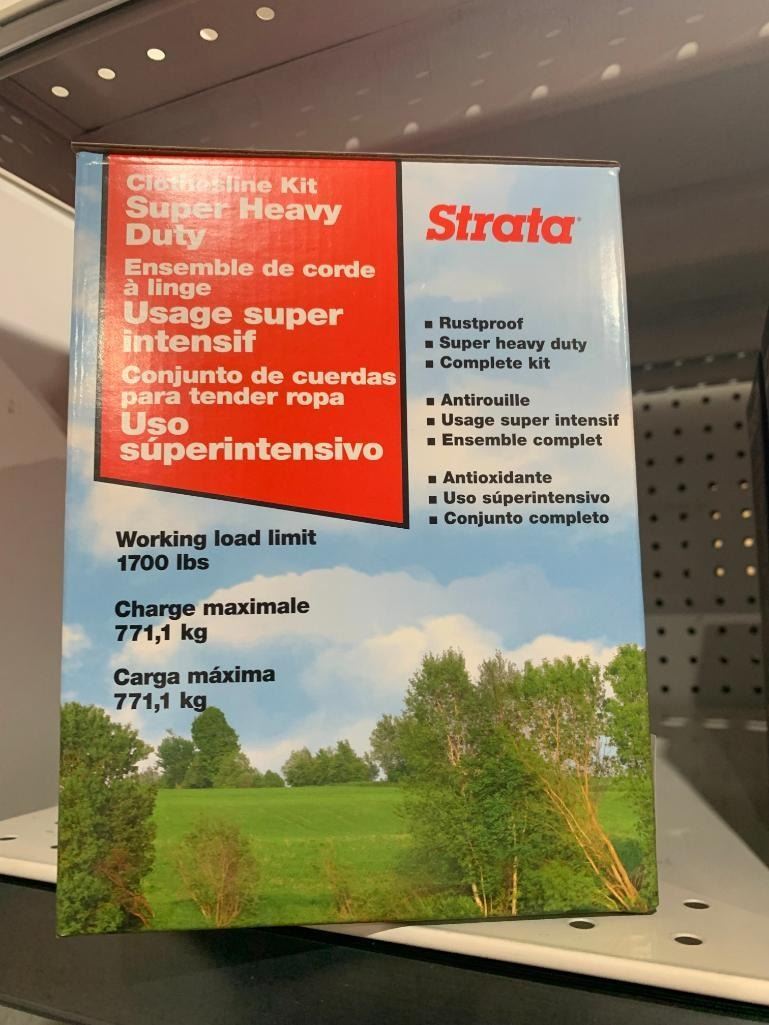 Clothesline Kit
Super Heavy
Duty
Ensemble de corde
à linge
Usage super
intensif
Conjunto de cuerdas
para tender ropa
Uso
súperintensivo
Strata®
▪ Rustproof
▪ Super heavy duty
▪ Complete kit
▪ Antirouille
▪ Usage super intensif
▪ Ensemble complet
▪ Antioxidante
▪ Uso súperintensivo
▪ Conjunto completo
Working load limit
1700 lbs
Charge maximale
771,1 kg
Carga máxima
771,1 kg